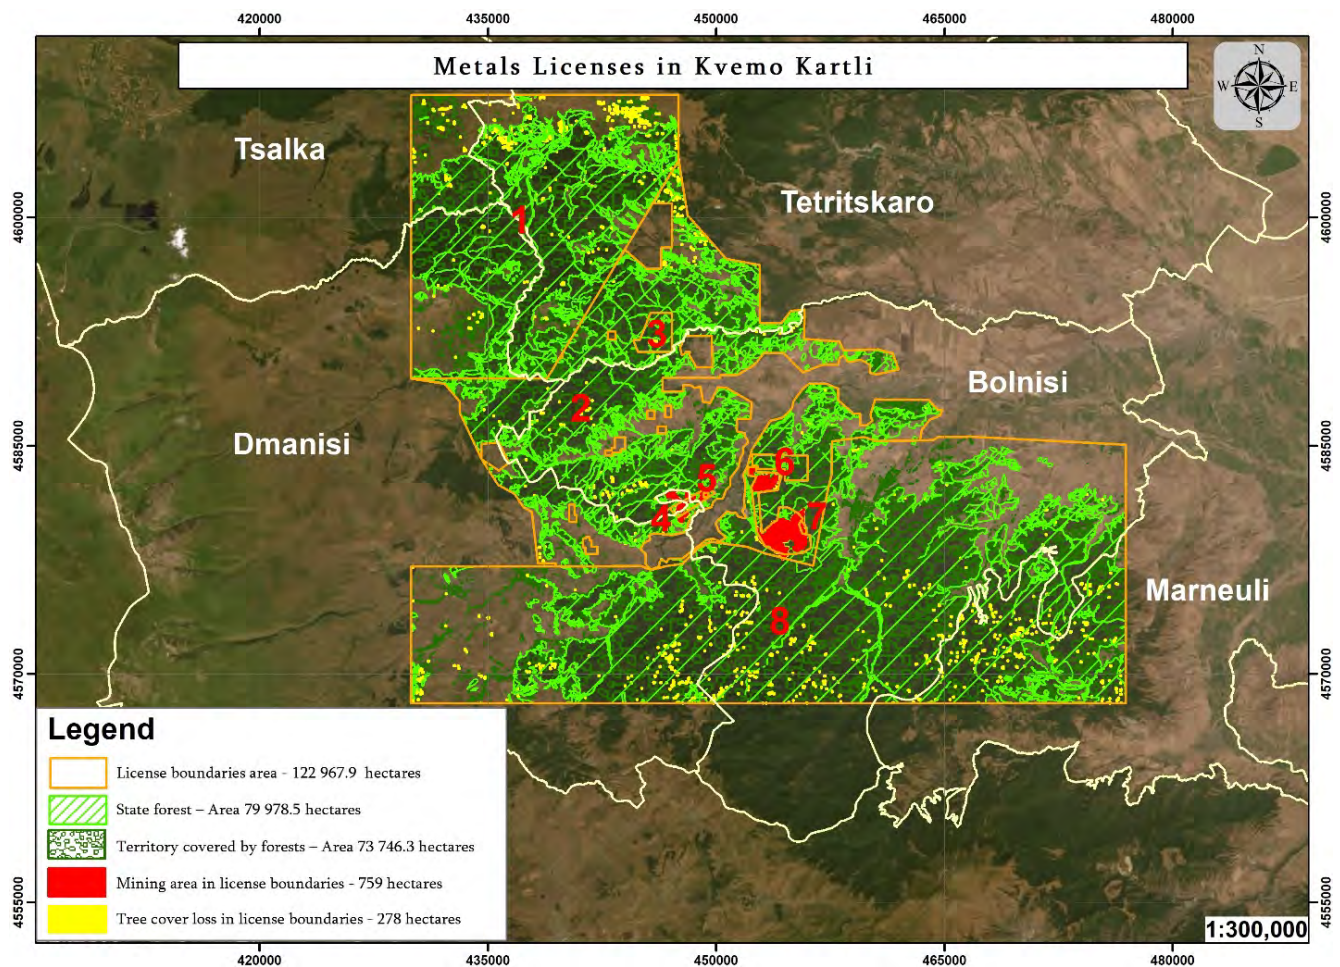 420000 435000 450000 465000 480000
Metals Licenses in Kvemo Kartli
N
W E
S
Tsalka
Tetritskaro
4600000 1 4600000
3
Bolnisi
2
Dmanisi
4585000 6 4585000
5
4 7
Marneuli
8
4570000 4570000
Legend
License boundaries area - 122 967.9 hectares
State forest – Area 79 978.5 hectares
Territory covered by forests – Area 73 746.3 hectares
Mining area in license boundaries - 759 hectares
Tree cover loss in license boundaries - 278 hectares
4555000 4555000
1:300,000
420000 435000 450000 465000 480000